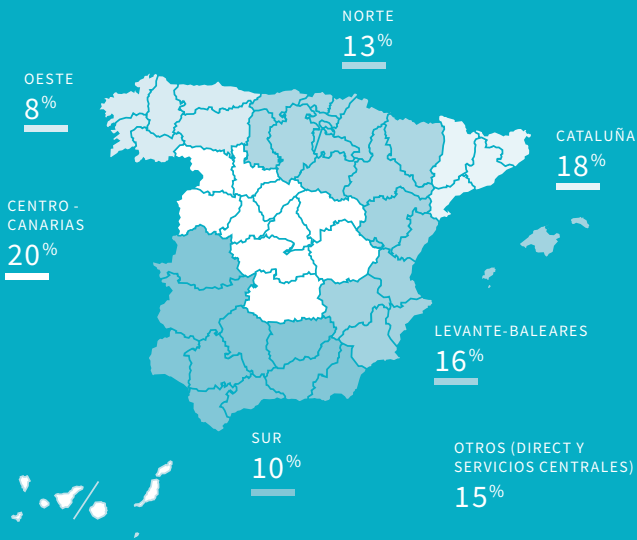 NORTE
13%
OESTE
8%
CATALUÑA
18%
CENTRO -
CANARIAS
20%
LEVANTE-BALEARES
16%
SUR
10%
OTROS (DIRECT Y
SERVICIOS CENTRALES)
15%